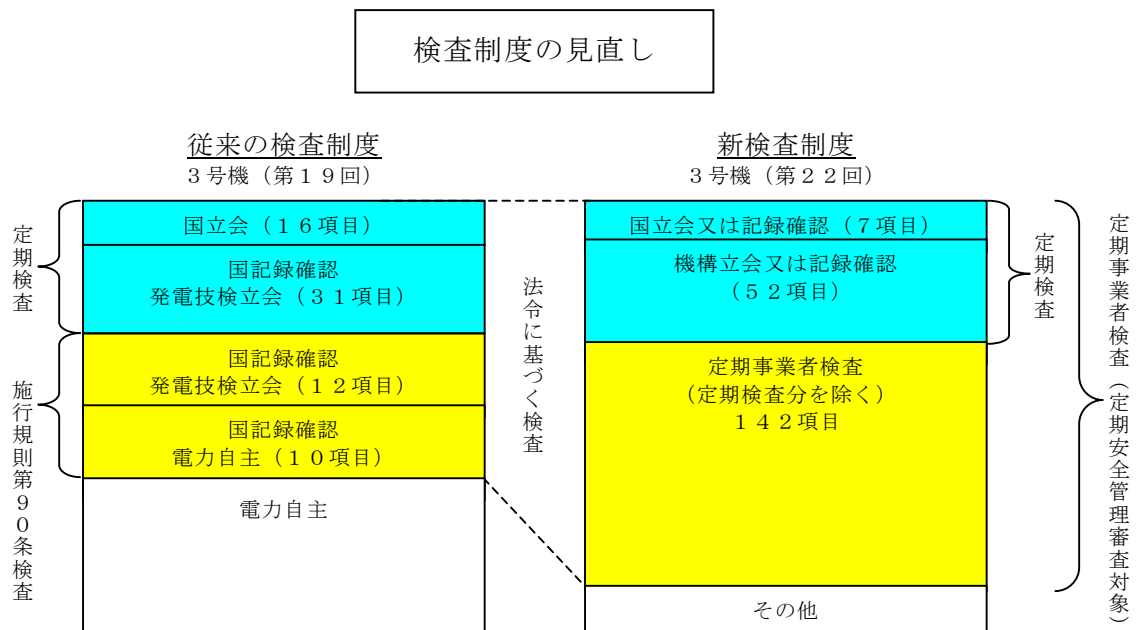 検査制度の見直し
従来の検査制度
３号機（第１９回）
新検査制度
３号機（第２２回）
定期検査
施行規則第９０条検査
国立会（１６項目）
国記録確認
発電技検立会（３１項目）
国記録確認
発電技検立会（１２項目）
国記録確認
電力自主（１０項目）
電力自主
法令に基づく検査
国立会又は記録確認（７項目）
機構立会又は記録確認
（５２項目）
定期事業者検査
（定期検査分を除く）
１４２項目
その他
定期検査
定期事業者検査（定期安全管理審査対象）